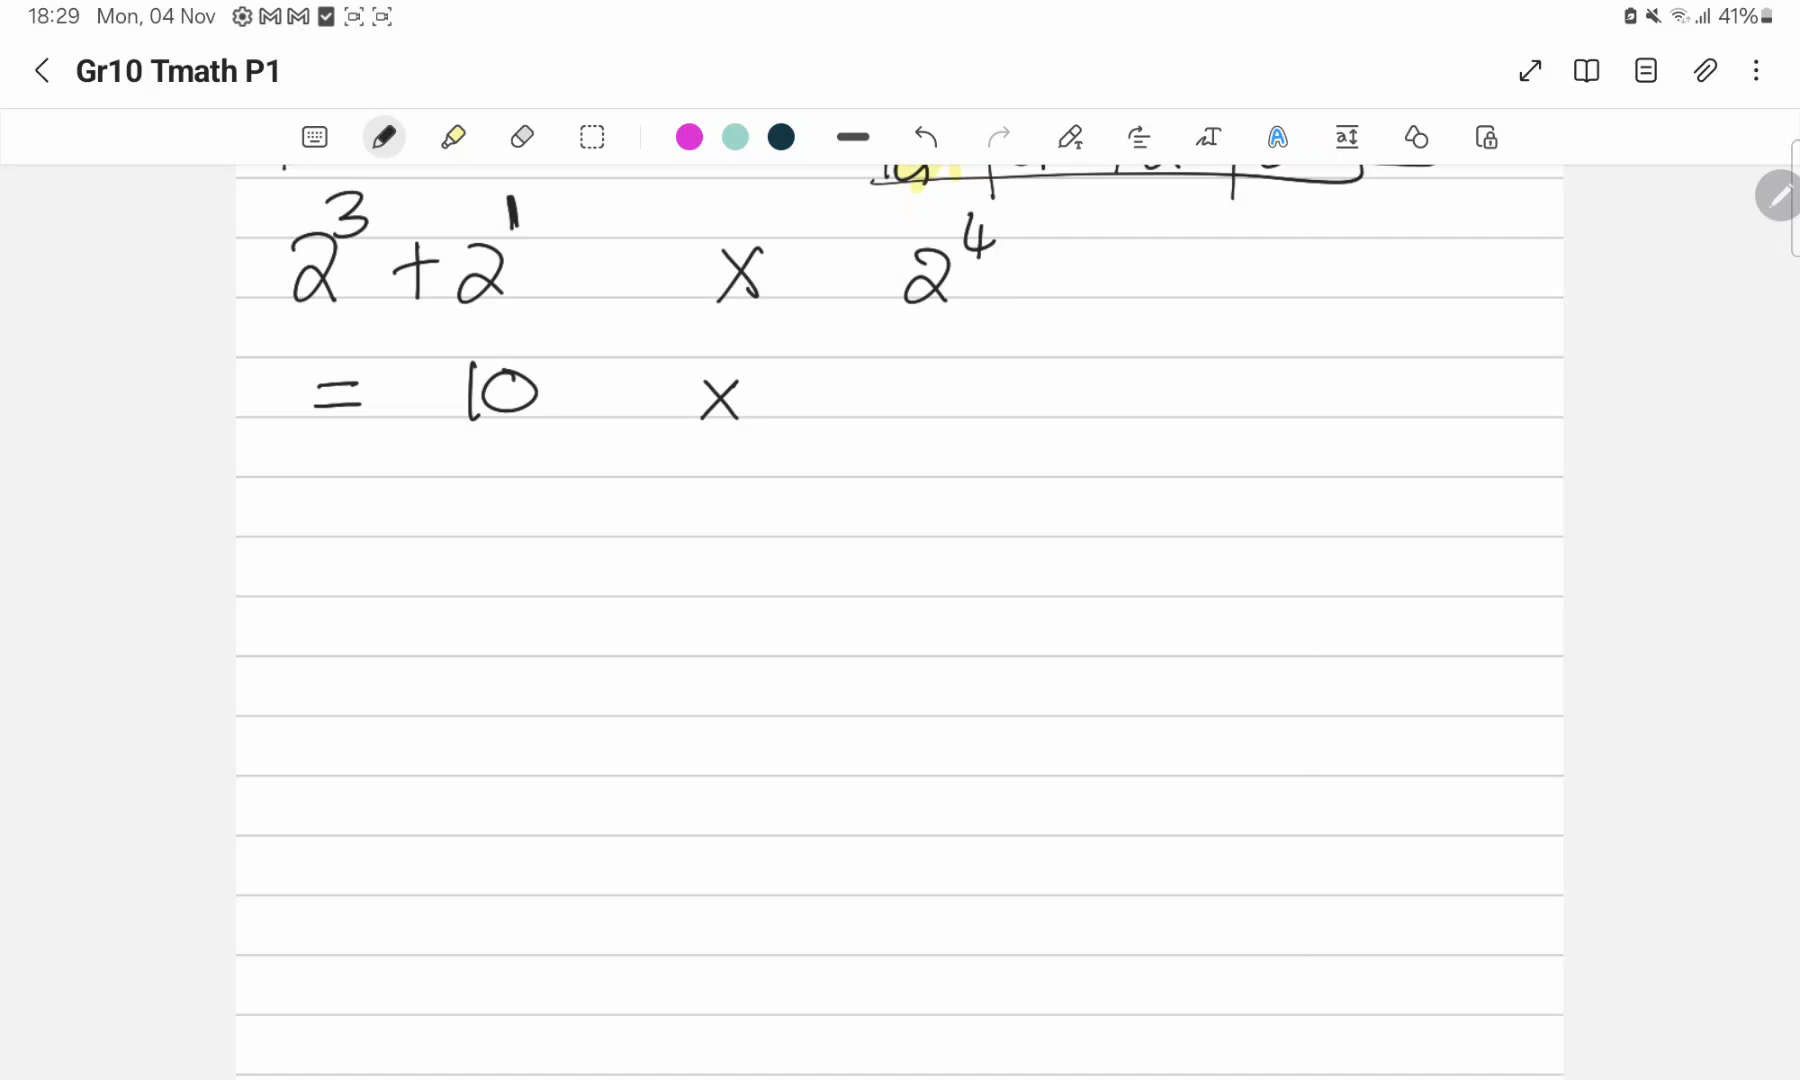 18:29 Mon, 04 Nov 41%
Gr10 Tmath P1
2³ + 2¹ x 2⁴
= 10 x